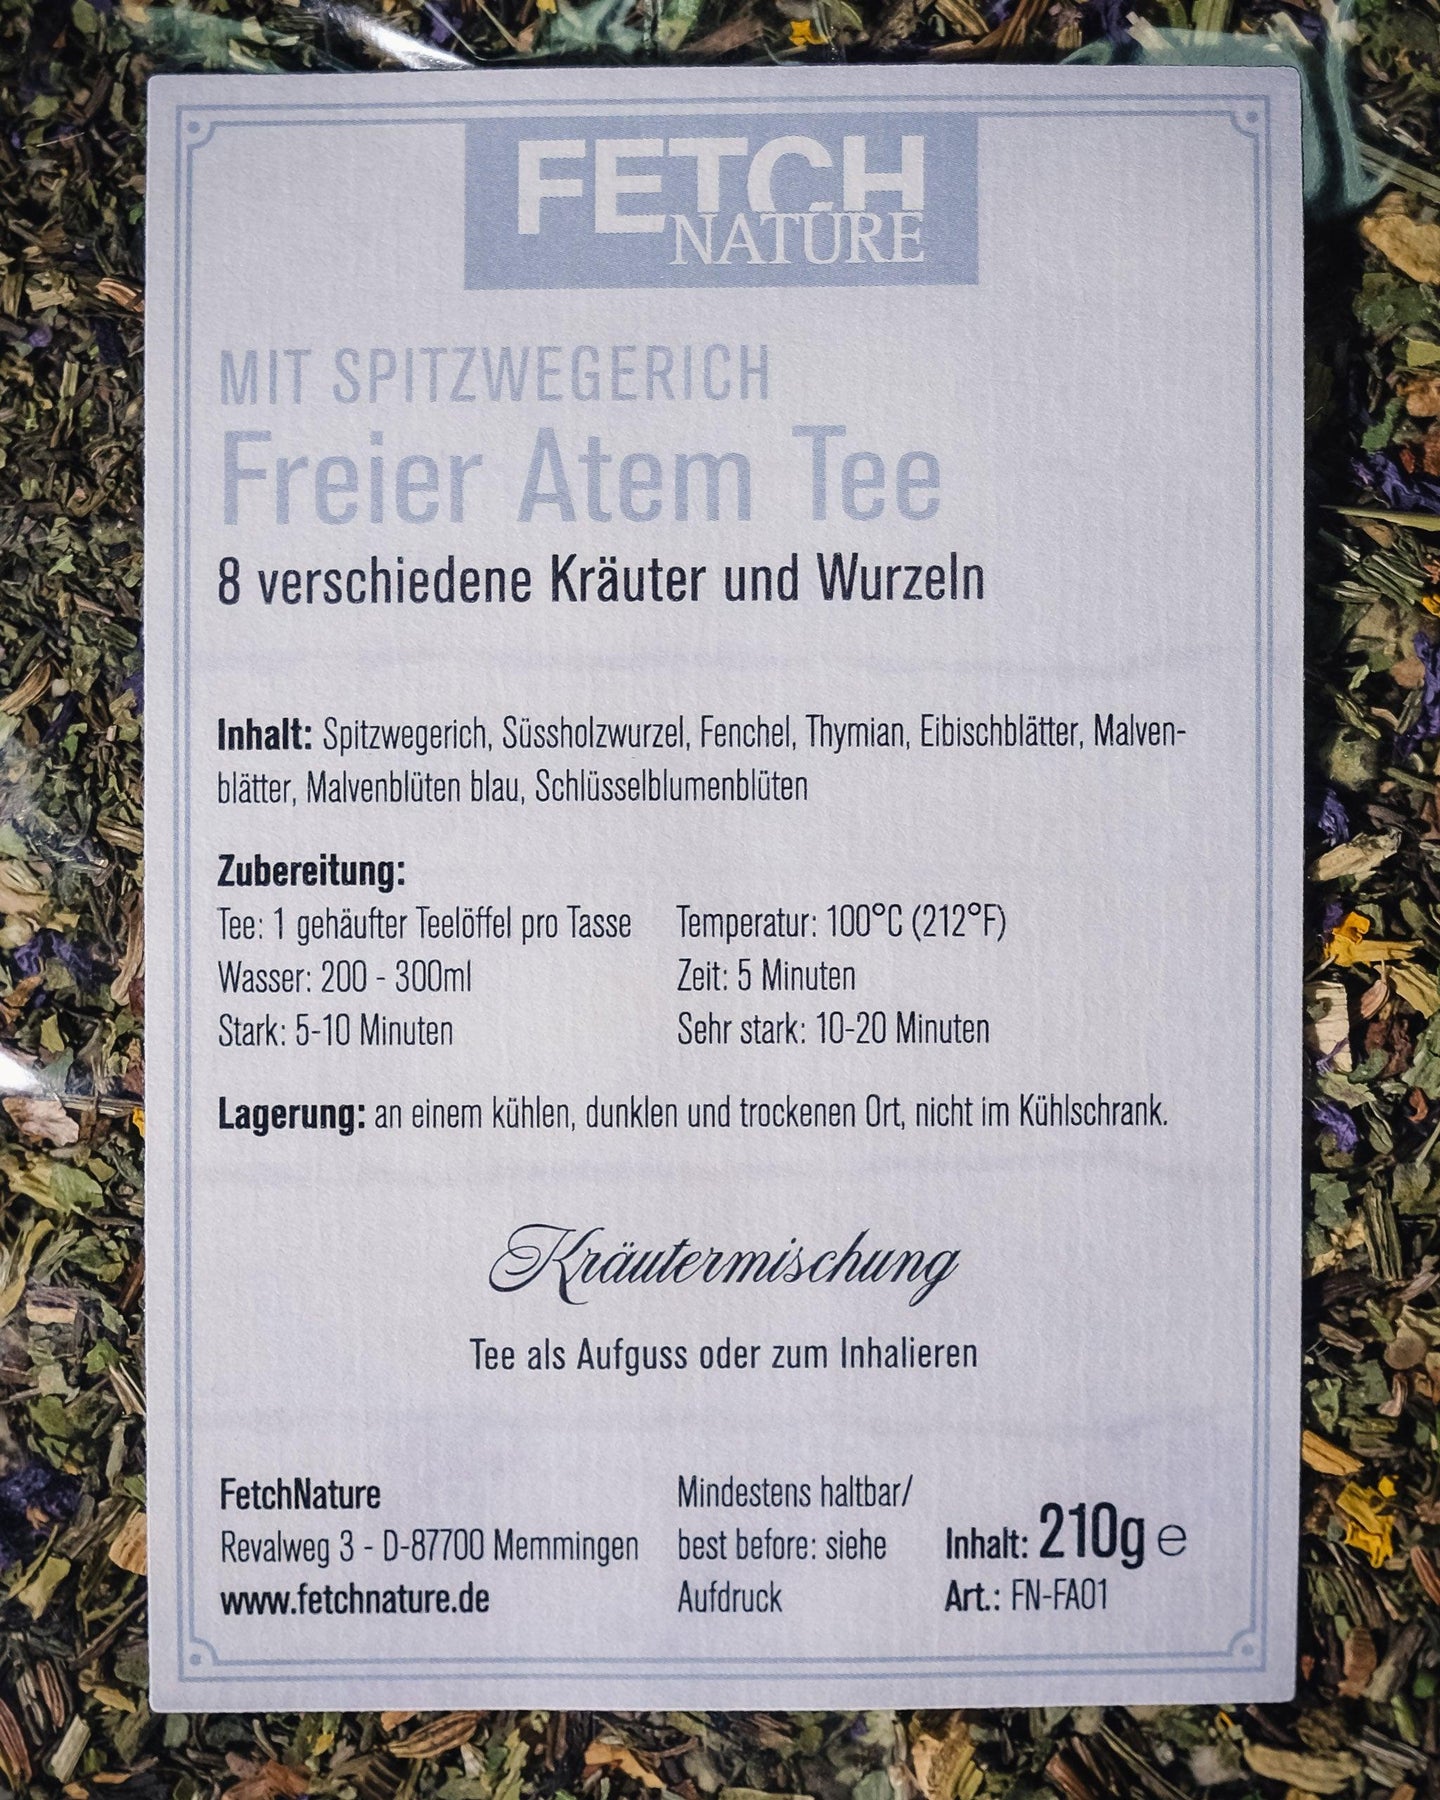 FETCH
NATURE
MIT SPITZWEGERICH
Freier Atem Tee
8 verschiedene Kräuter und Wurzeln
Inhalt: Spitzwegerich, Süssholzwurzel, Fenchel, Thymian, Eibischblätter, Malven-
blätter, Malvenblüten blau, Schlüsselblumenblüten
Zubereitung:
Tee: 1 gehäufter Teelöffel pro Tasse Temperatur: 100°C (212°F)
Wasser: 200 - 300ml Zeit: 5 Minuten
Stark: 5-10 Minuten Sehr stark: 10-20 Minuten
Lagerung: an einem kühlen, dunklen und trockenen Ort, nicht im Kühlschrank.
Kräutermischung
Tee als Aufguss oder zum Inhalieren
FetchNature
Revalweg 3 - D-87700 Memmingen
www.fetchnature.de
Mindestens haltbar/
best before: siehe
Aufdruck
Inhalt: 210g e
Art.: FN-FA01